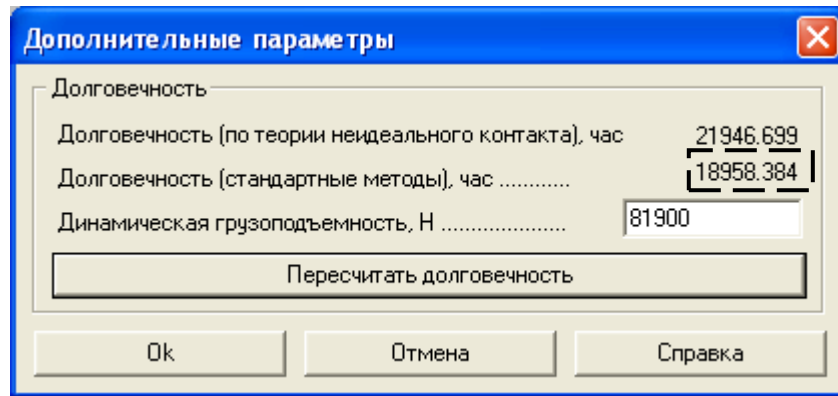 Дополнительные параметры
Долговечность
Долговечность (по теории неидеального контакта), час 21946.699
Долговечность (стандартные методы), час ............ 18958.384
Динамическая грузоподъемность, Н ..................... 81900
Пересчитать долговечность
Ok Отмена Справка